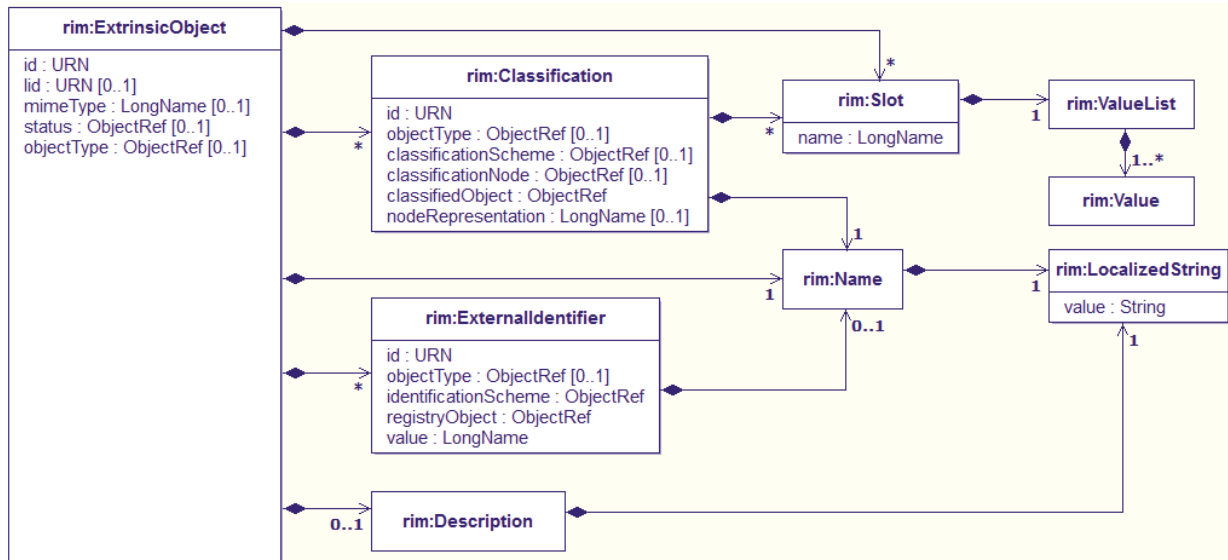 rim:ExtrinsicObject
id : URN
lid : URN [0..1]
mimeType : LongName [0..1]
status : ObjectRef [0..1]
objectType : ObjectRef [0..1]
*
rim:Classification
id : URN
objectType : ObjectRef [0..1]
classificationScheme : ObjectRef [0..1]
classificationNode : ObjectRef [0..1]
classifiedObject : ObjectRef
nodeRepresentation : LongName [0..1]
*
*
rim:Slot
name : LongName
1
rim:ValueList
1..*
rim:Value
1
1
rim:Name
0..1
1
rim:LocalizedString
value : String
1
*
rim:ExternalIdentifier
id : URN
objectType : ObjectRef [0..1]
identificationScheme : ObjectRef
registryObject : ObjectRef
value : LongName
0..1
rim:Description